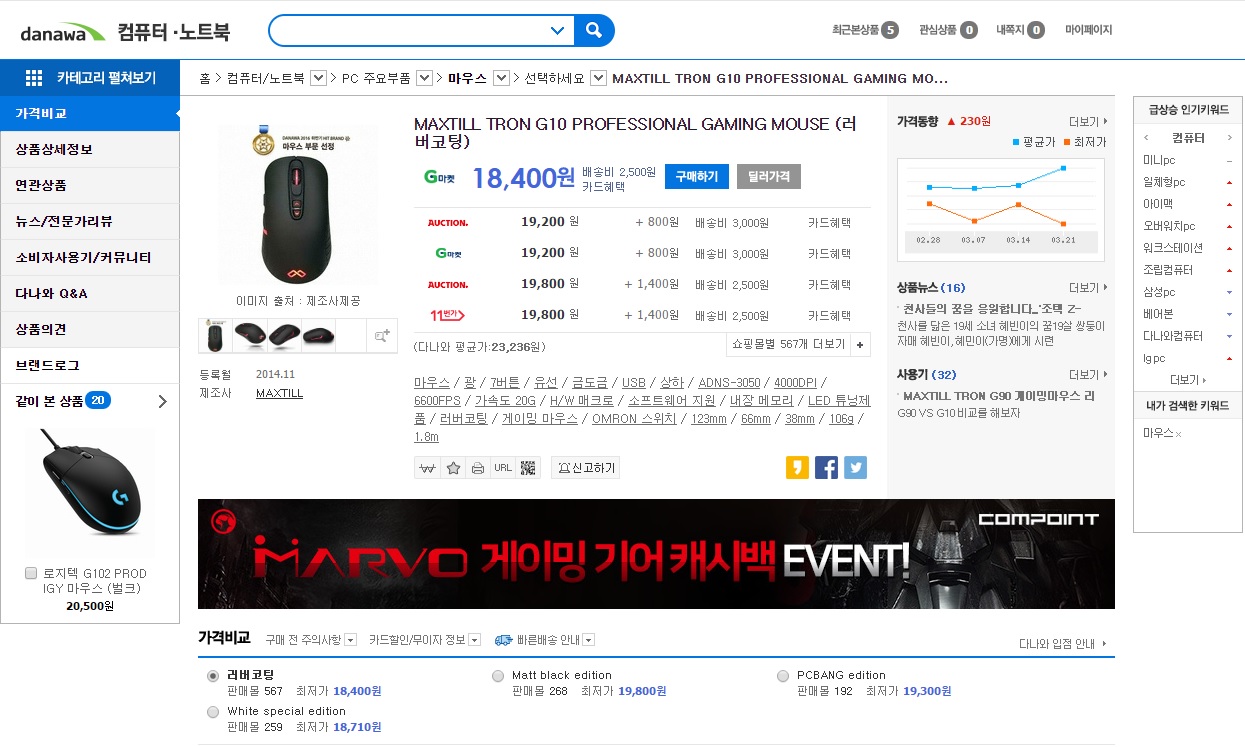 danawa 컴퓨터 · 노트북
최근본상품 5 관심상품 0 내쪽지 0 마이페이지
카테고리 펼쳐보기
홈 > 컴퓨터/노트북 > PC 주요부품 > 마우스 > 선택하세요 MAXTILL TRON G10 PROFESSIONAL GAMING MO...
가격비교
상품상세정보
연관상품
뉴스/전문가리뷰
소비자사용기/커뮤니티
다나와 Q&A
상품의견
브랜드로그
같이 본 상품 20
로지텍 G102 PROD
IGY 마우스 (벌크)
20,500원
DANAWA 2016 하반기 HIT BRAND
마우스 부문 선정
이미지 출처 : 제조사제공
등록월 2014.11
제조사 MAXTILL
MAXTILL TRON G10 PROFESSIONAL GAMING MOUSE (러
버코팅)
G마켓 18,400원 배송비 2,500원 구매하기 딜러가격
카드혜택
AUCTION. 19,200 원 + 800원 배송비 3,000원 카드혜택
G마켓 19,200 원 + 800원 배송비 3,000원 카드혜택
AUCTION. 19,800 원 + 1,400원 배송비 2,500원 카드혜택
11번가 19,800 원 + 1,400원 배송비 2,500원 카드혜택
(다나와 평균가:23,236원) 쇼핑몰별 567개 더보기 +
마우스 / 광 / 7버튼 / 유선 / 금도금 / USB / 상하 / ADNS-3050 / 4000DPI /
6600FPS / 가속도 20G / H/W 매크로 / 소프트웨어 지원 / 내장 메모리 / LED 튜닝제
품 / 러버코팅 / 게이밍 마우스 / OMRON 스위치 / 123mm / 66mm / 38mm / 106g /
1.8m
URL 신고하기
가격동향 ▲ 230원 더보기
평균가 최저가
02.28 03.07 03.14 03.21
상품뉴스 (16) 더보기
천사들의 꿈을 응원합니다_'조택 Z-
천사를 닮은 19세 소녀 혜빈이의 꿈19살 쌍둥이
자매 혜빈이, 혜민이(가명)에게 시련
사용기 (32) 더보기
MAXTILL TRON G90 게이밍마우스 리
G90 VS G10 비교를 해보자
급상승 인기키워드
< 컴퓨터 >
미니pc
일체형pc
아이맥
오버워치pc
워크스테이션
조립컴퓨터
삼성pc
베어본
다나와컴퓨터
lg pc
더보기
내가 검색한 키워드
마우스 ×
MARVO 게이밍 기어 캐시백 EVENT!
COMPOINT
가격비교 구매 전 주의사항 카드할인/무이자 정보 빠른배송 안내 다나와 입점 안내
러버코팅
판매몰 567 최저가 18,400원
Matt black edition
판매몰 268 최저가 19,800원
PCBANG edition
판매몰 192 최저가 19,300원
White special edition
판매몰 259 최저가 18,710원